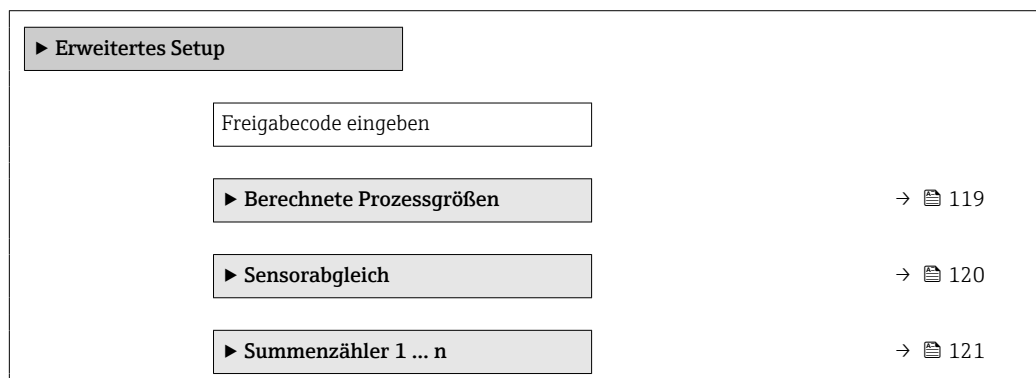 ▶ Erweitertes Setup
Freigabecode eingeben
▶ Berechnete Prozessgrößen → 119
▶ Sensorabgleich → 120
▶ Summenzähler 1 ... n → 121